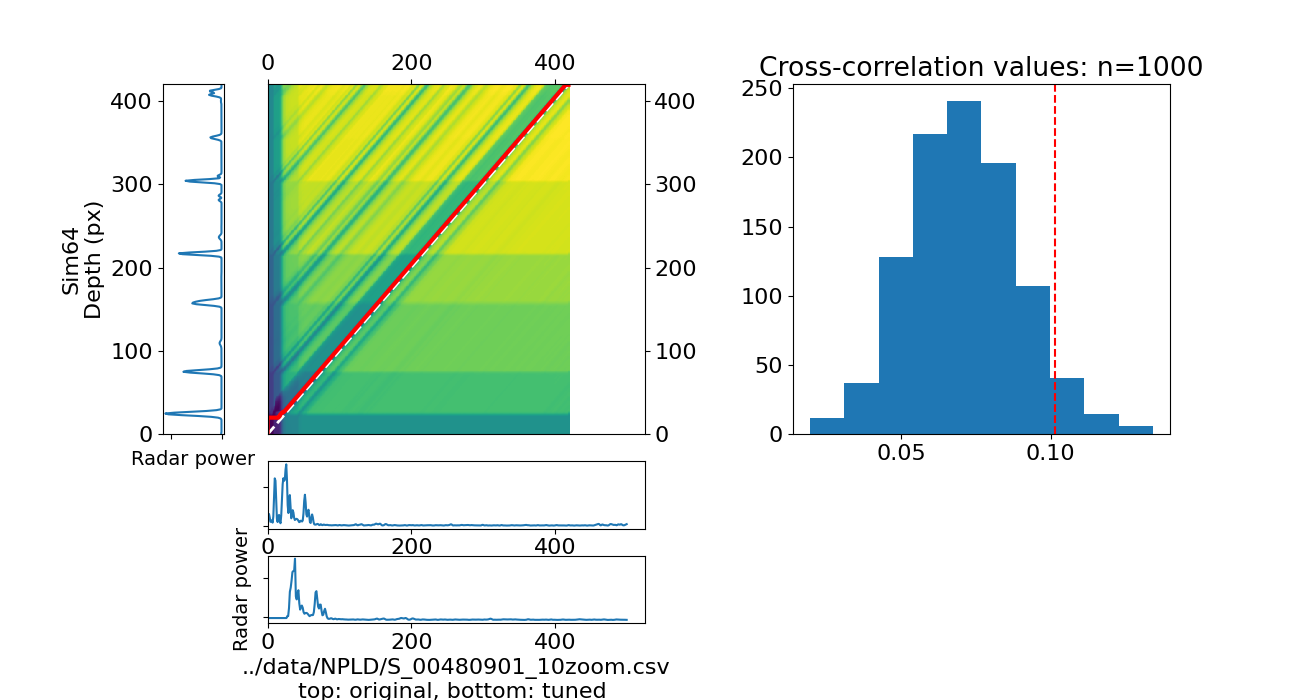 0 200 400
Cross-correlation values: n=1000
400
300
200
100
0
Sim64
Depth (px)
Radar power
400
300
200
100
0
250
200
150
100
50
0
0.05 0.10
0 200 400
Radar power
0 200 400
../data/NPLD/S_00480901_10zoom.csv
top: original, bottom: tuned